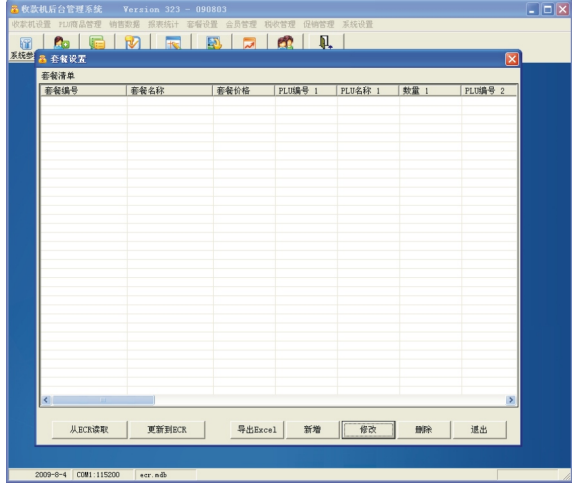 收款机后台管理系统 Version 323 - 090803
收款机设置 PLU商品管理 销售数据 报表统计 套餐设置 会员管理 税收管理 促销管理 系统设置
系统参
套餐设置
套餐清单
套餐编号 套餐名称 套餐价格 PLU编号 1 PLU名称 1 数量 1 PLU编号 2
从ECR读取 更新到ECR 导出Excel 新增 修改 删除 退出
2009-8-4 COM1:115200 ecr.mdb